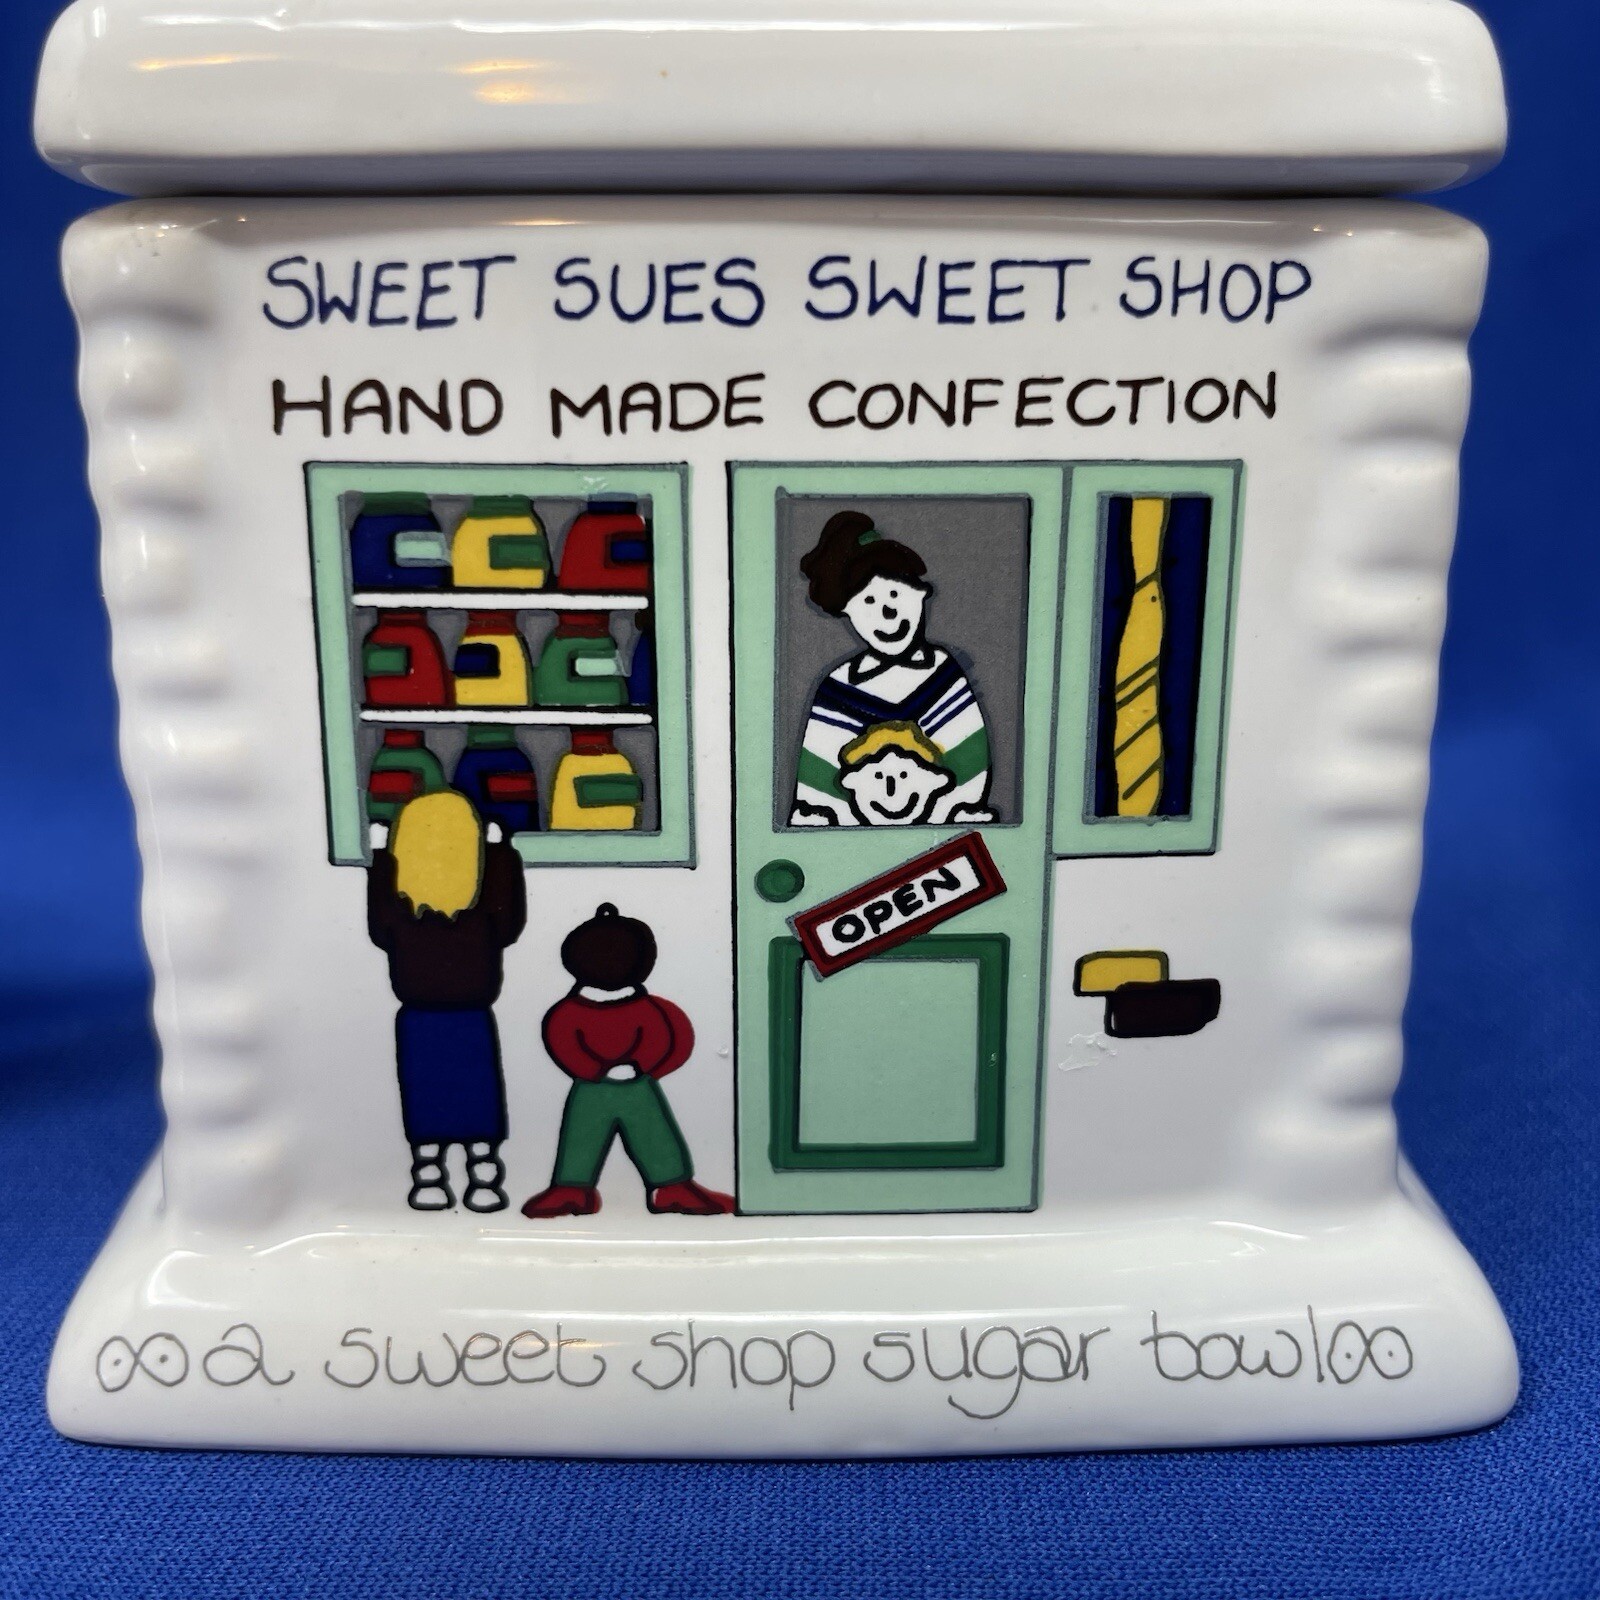 SWEET SUES SWEET SHOP
HAND MADE CONFECTION
OPEN
a sweet shop sugar bowl